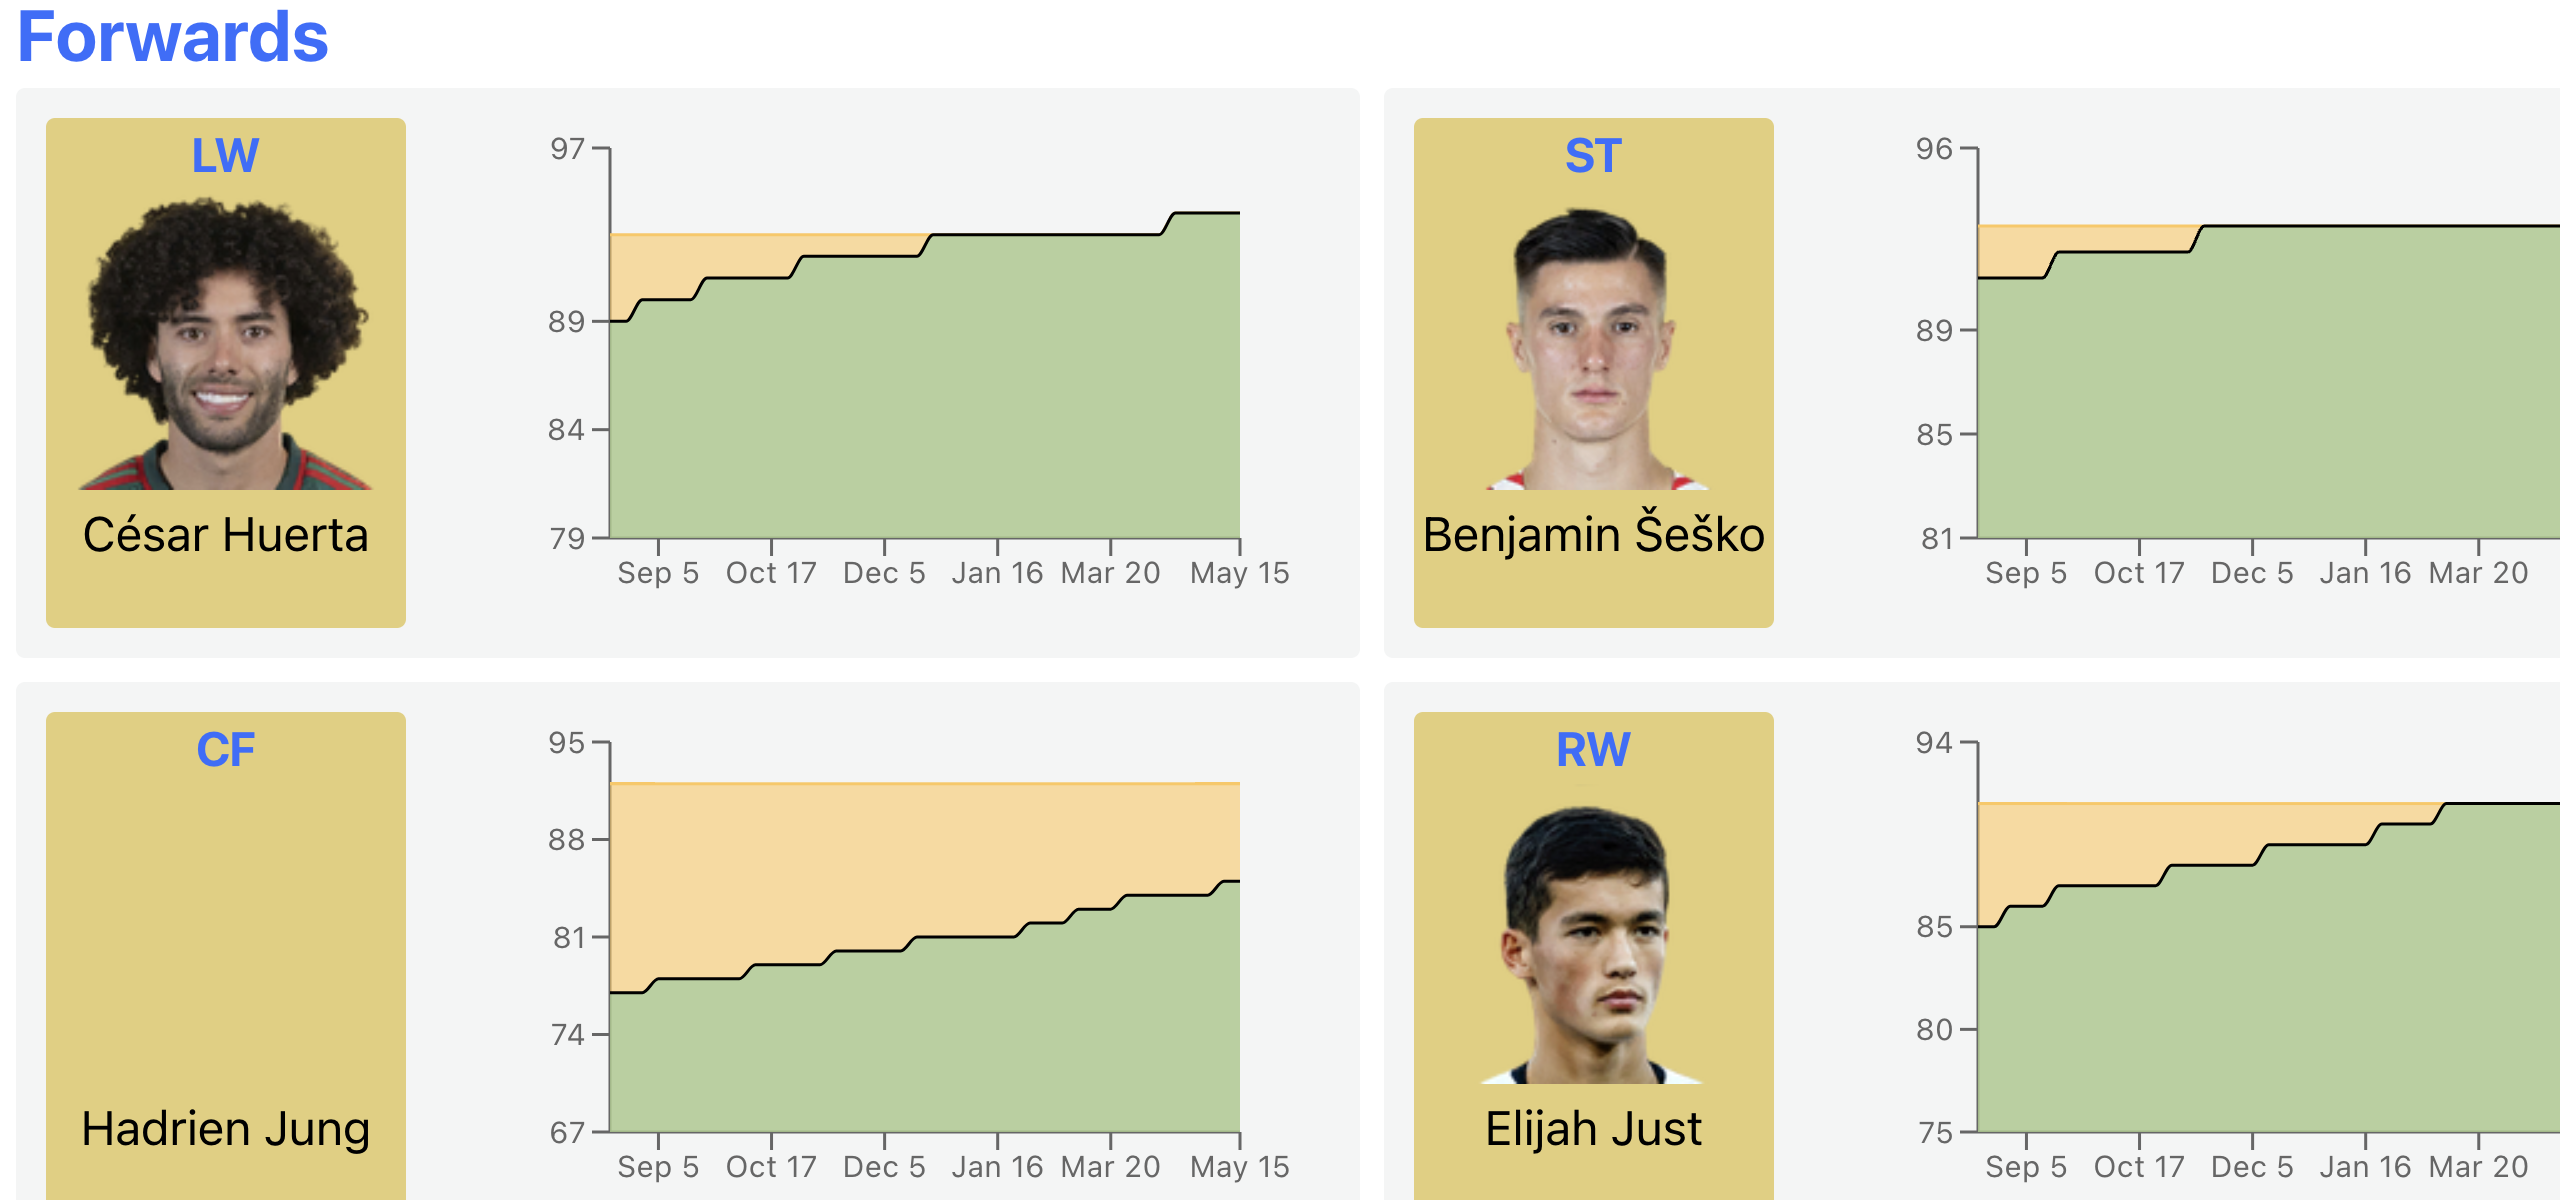 Forwards
LW
César Huerta
97
89
84
79
Sep 5 Oct 17 Dec 5 Jan 16 Mar 20 May 15
ST
Benjamin Šeško
96
89
85
81
Sep 5 Oct 17 Dec 5 Jan 16 Mar 20
CF
Hadrien Jung
95
88
81
74
67
Sep 5 Oct 17 Dec 5 Jan 16 Mar 20 May 15
RW
Elijah Just
94
85
80
75
Sep 5 Oct 17 Dec 5 Jan 16 Mar 20